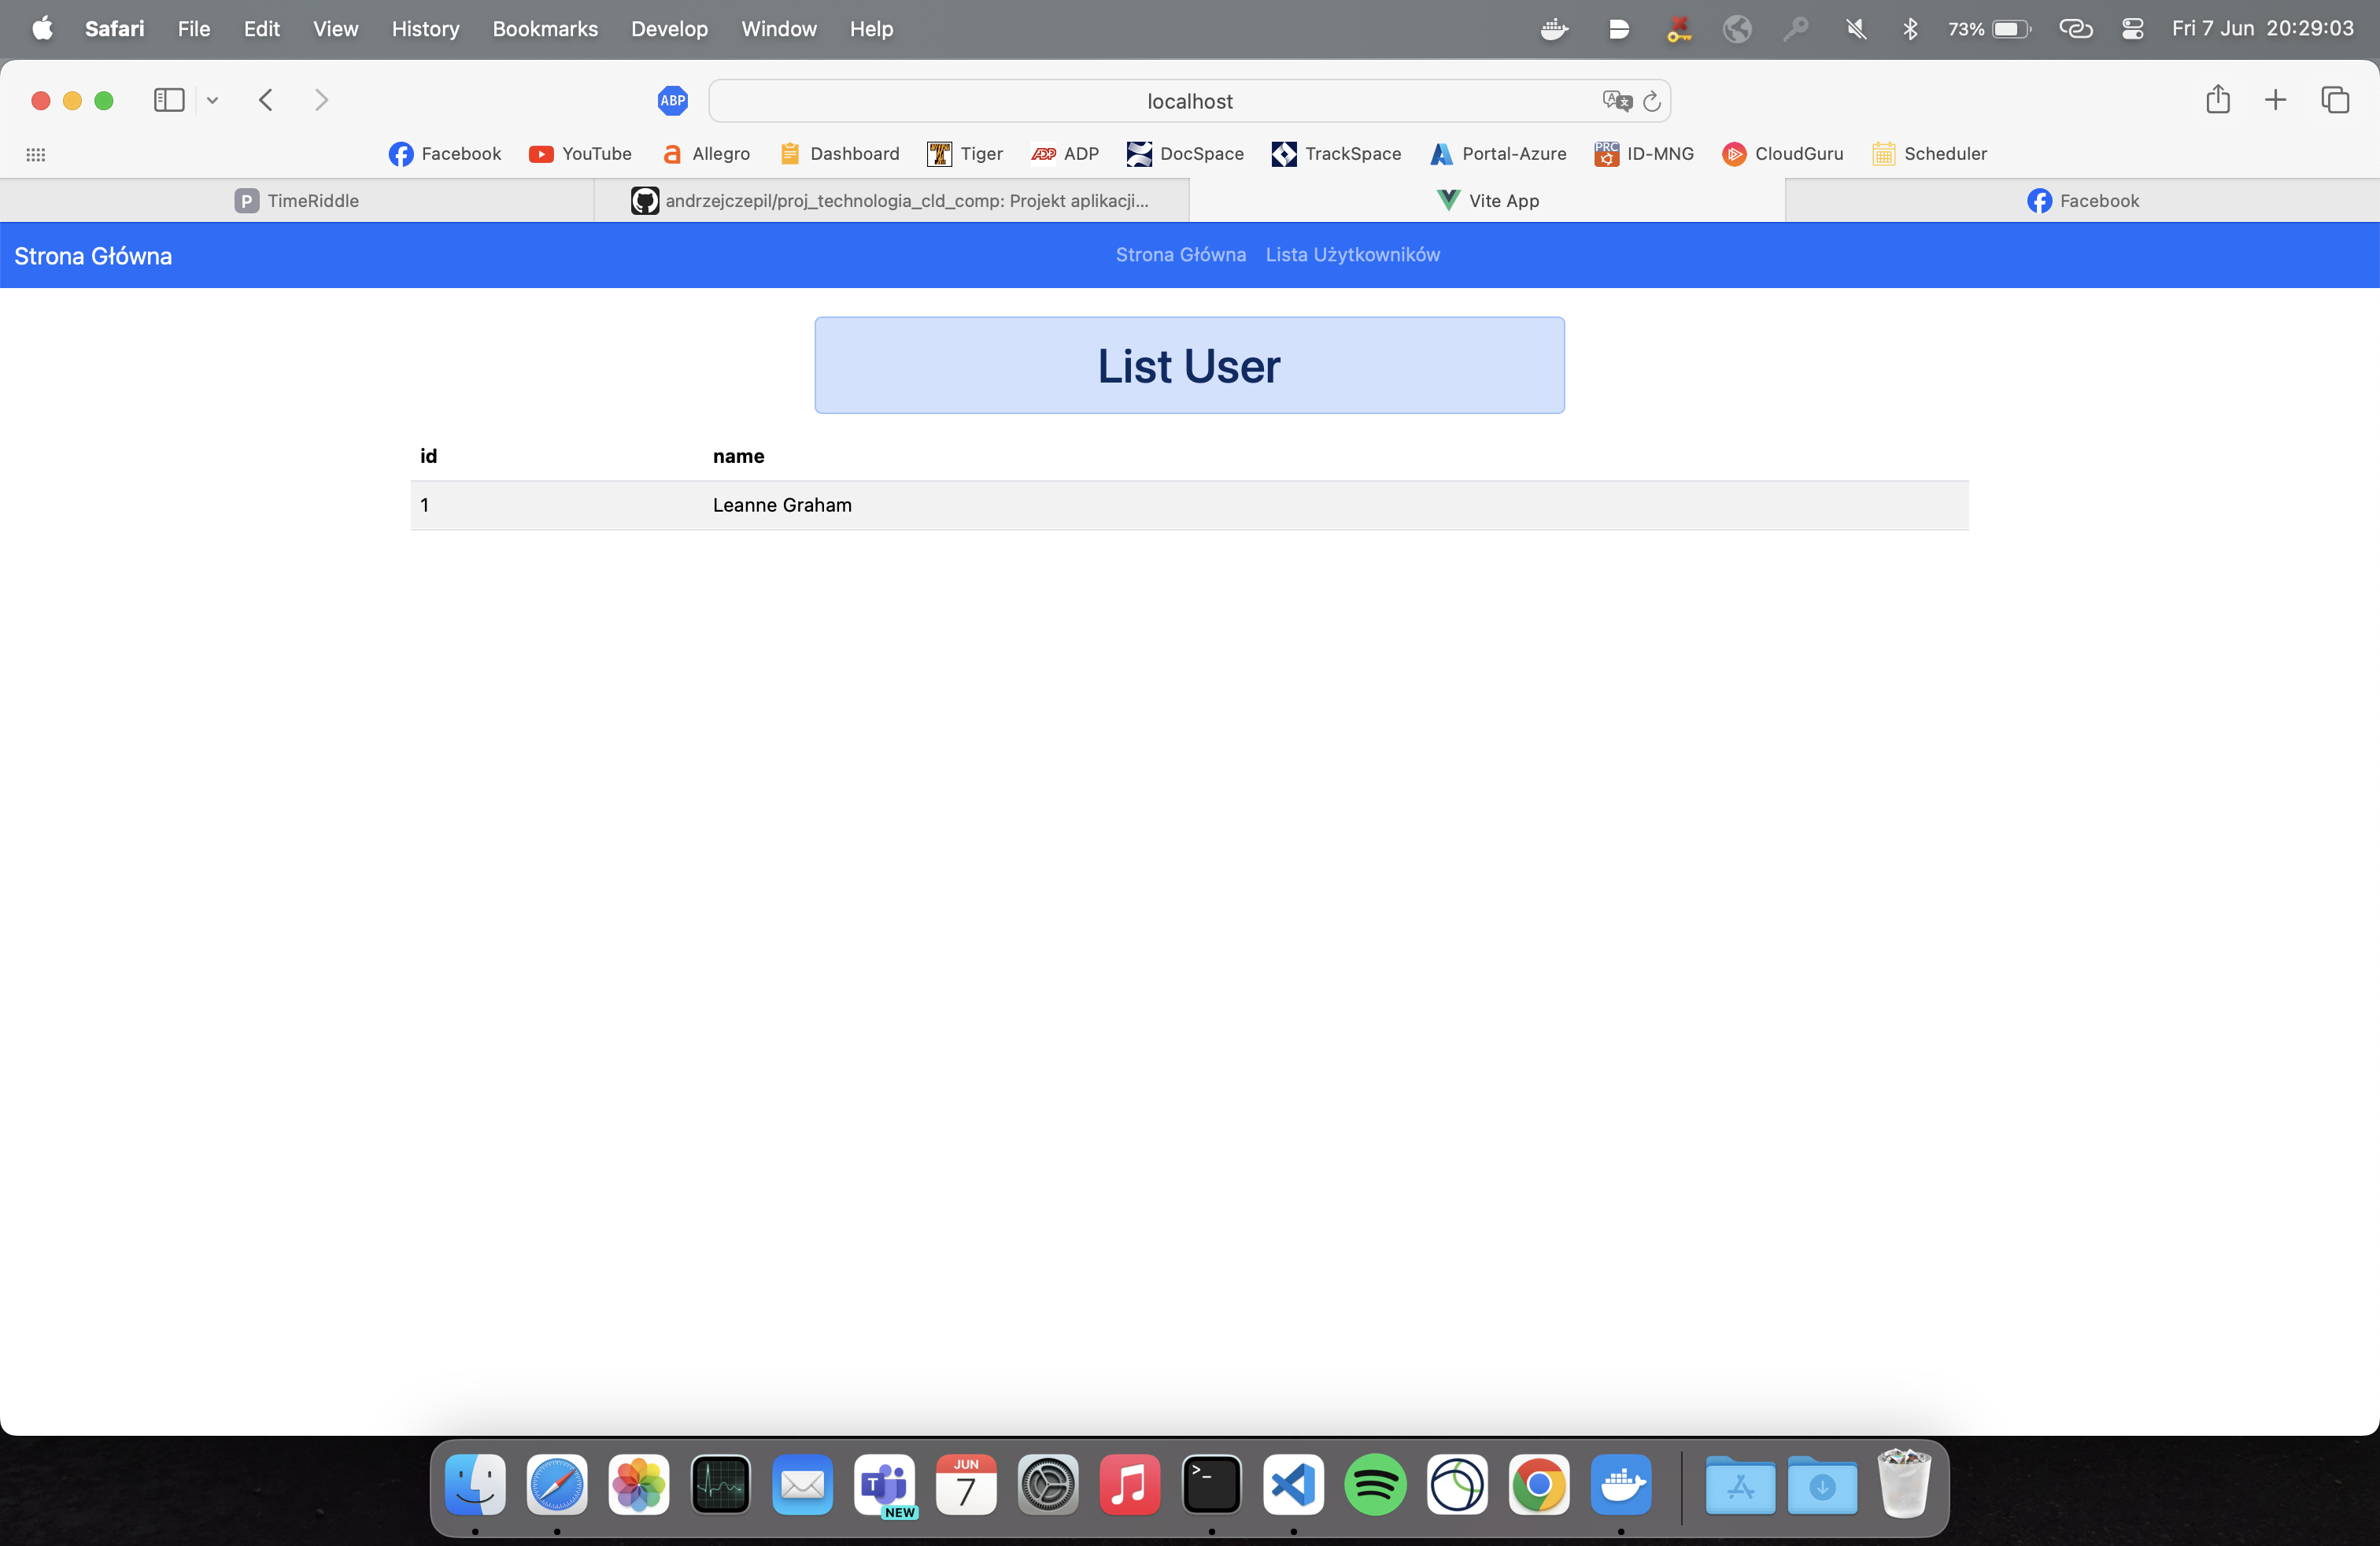 Safari File Edit View History Bookmarks Develop Window Help 73% Fri 7 Jun 20:29:03
ABP localhost
Facebook YouTube Allegro Dashboard Tiger ADP DocSpace TrackSpace Portal-Azure ID-MNG CloudGuru Scheduler
P TimeRiddle andrzejczepil/proj_technologia_cld_comp: Projekt aplikacji... Vite App Facebook
Strona Główna Strona Główna Lista Użytkowników
List User
id name
1 Leanne Graham
JUN
7
NEW